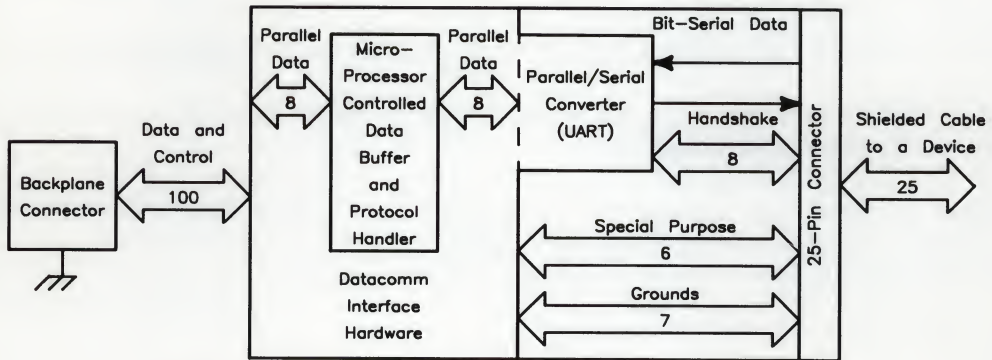 Backplane
Connector
Data and
Control
100
Parallel
Data
8
Micro-
Processor
Controlled
Data
Buffer
and
Protocol
Handler
Parallel
Data
8
Datacomm
Interface
Hardware
Parallel/Serial
Converter
(UART)
Bit-Serial Data
Handshake
8
Special Purpose
6
Grounds
7
25-Pin Connector
Shielded Cable
to a Device
25